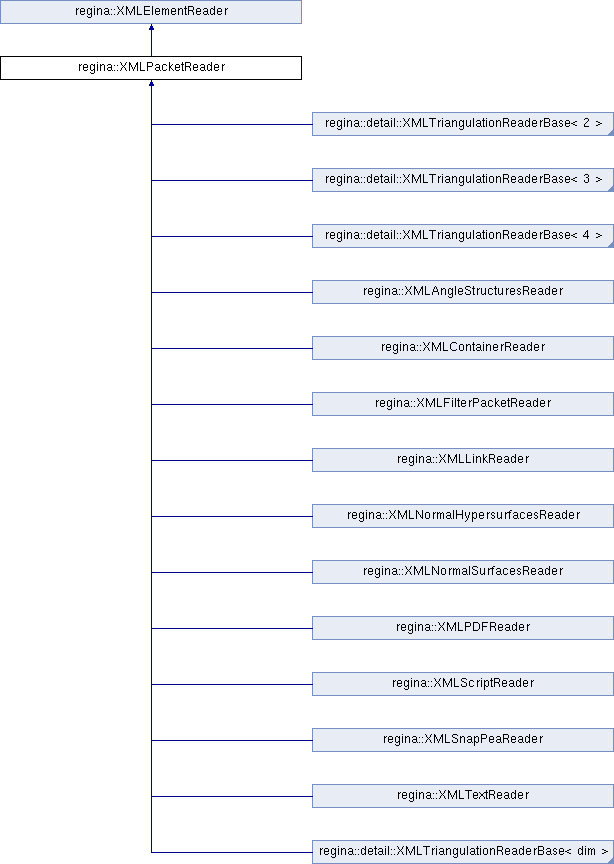 regina::XMLElementReader
regina::XMLPacketReader
regina::detail::XMLTriangulationReaderBase< 2 >
regina::detail::XMLTriangulationReaderBase< 3 >
regina::detail::XMLTriangulationReaderBase< 4 >
regina::XMLAngleStructuresReader
regina::XMLContainerReader
regina::XMLFilterPacketReader
regina::XMLLinkReader
regina::XMLNormalHypersurfacesReader
regina::XMLNormalSurfacesReader
regina::XMLPDFReader
regina::XMLScriptReader
regina::XMLSnapPeaReader
regina::XMLTextReader
regina::detail::XMLTriangulationReaderBase< dim >